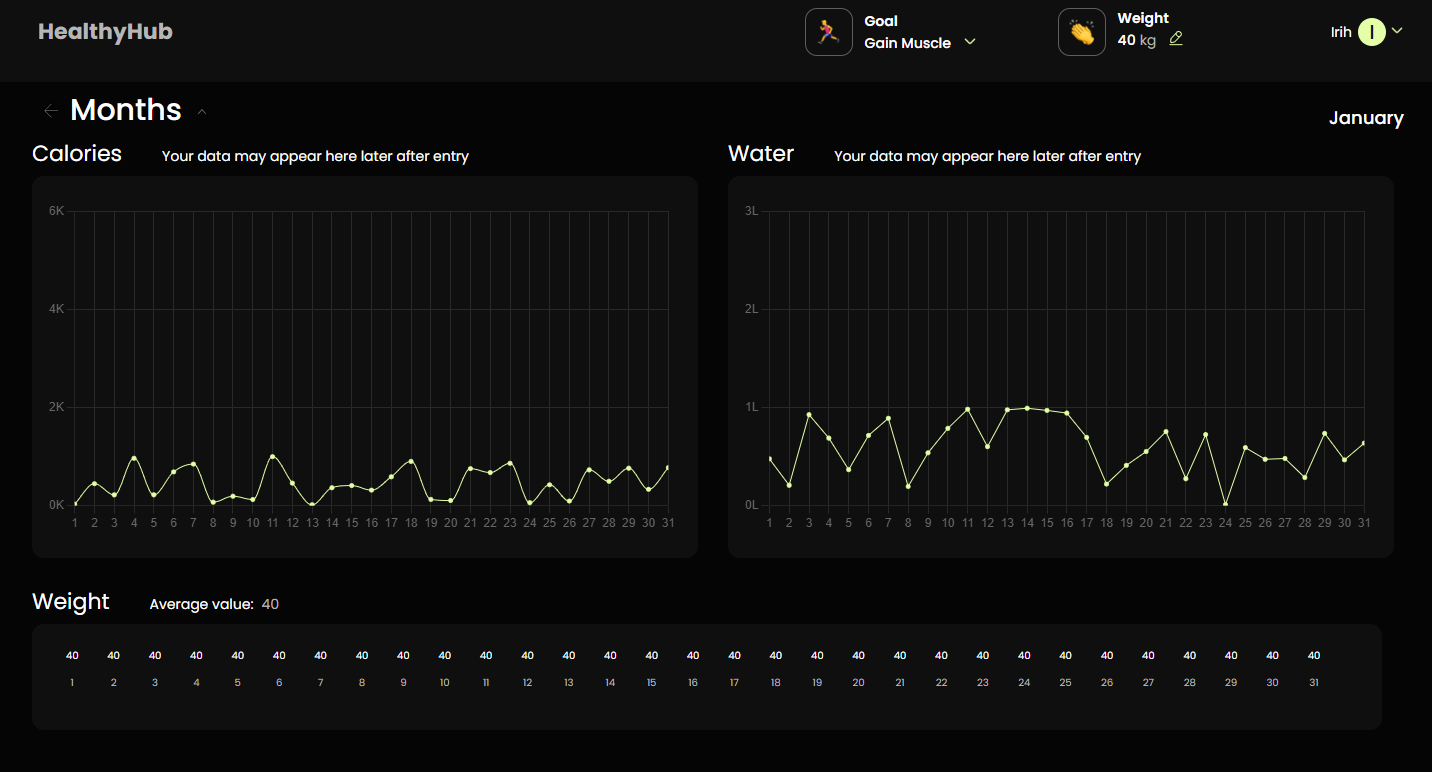 HealthyHub
Goal
Gain Muscle
Weight
40 kg
Irih I
Months
January
Calories Your data may appear here later after entry
6K
4K
2K
0K
1 2 3 4 5 6 7 8 9 10 11 12 13 14 15 16 17 18 19 20 21 22 23 24 25 26 27 28 29 30 31
Water Your data may appear here later after entry
3L
2L
1L
0L
1 2 3 4 5 6 7 8 9 10 11 12 13 14 15 16 17 18 19 20 21 22 23 24 25 26 27 28 29 30 31
Weight Average value: 40
40 40 40 40 40 40 40 40 40 40 40 40 40 40 40 40 40 40 40 40 40 40 40 40 40 40 40 40 40 40 40
1 2 3 4 5 6 7 8 9 10 11 12 13 14 15 16 17 18 19 20 21 22 23 24 25 26 27 28 29 30 31